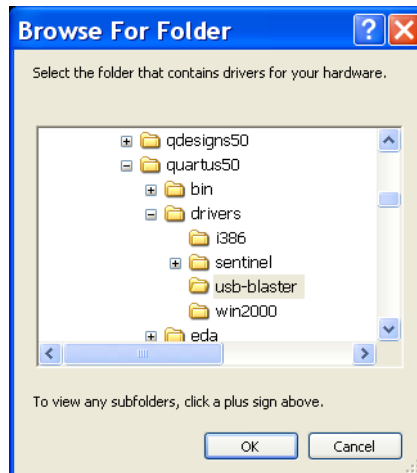 Browse For Folder
Select the folder that contains drivers for your hardware.
qdesigns50
quartus50
bin
drivers
i386
sentinel
usb-blaster
win2000
eda
To view any subfolders, click a plus sign above.
OK Cancel